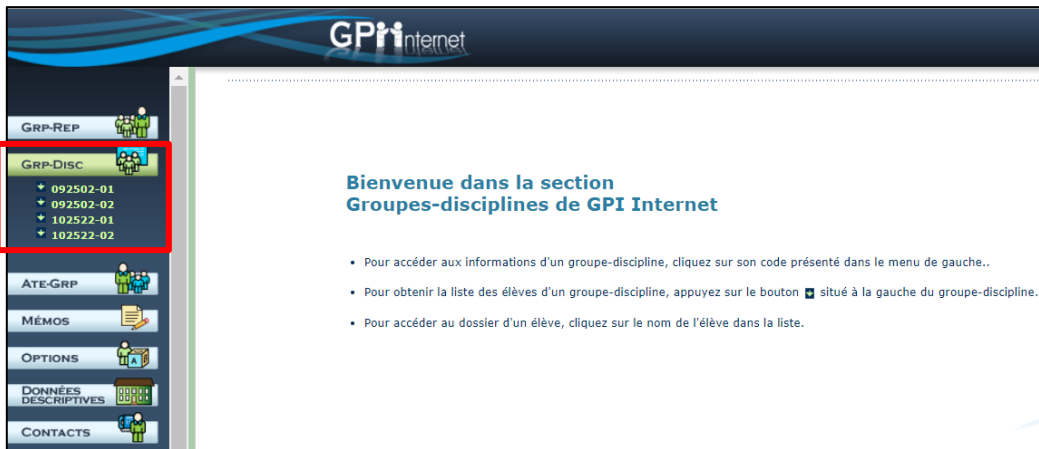 GPI Internet
GRP-REP
GRP-DISC
092502-01
092502-02
102522-01
102522-02
ATE-GRP
MÉMOS
OPTIONS
DONNÉES
DESCRIPTIVES
CONTACTS
Bienvenue dans la section
Groupes-disciplines de GPI Internet
• Pour accéder aux informations d'un groupe-discipline, cliquez sur son code présenté dans le menu de gauche..
• Pour obtenir la liste des élèves d'un groupe-discipline, appuyez sur le bouton situé à la gauche du groupe-discipline.
• Pour accéder au dossier d'un élève, cliquez sur le nom de l'élève dans la liste.